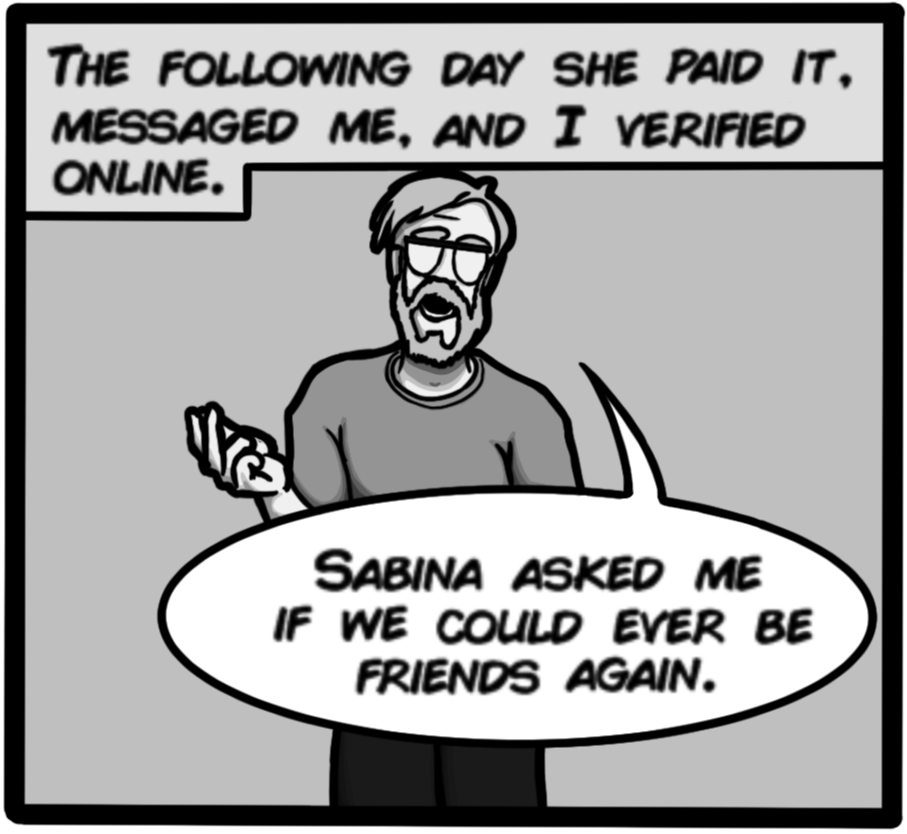 THE FOLLOWING DAY SHE PAID IT,
MESSAGED ME, AND I VERIFIED
ONLINE.
SABINA ASKED ME
IF WE COULD EVER BE
FRIENDS AGAIN.